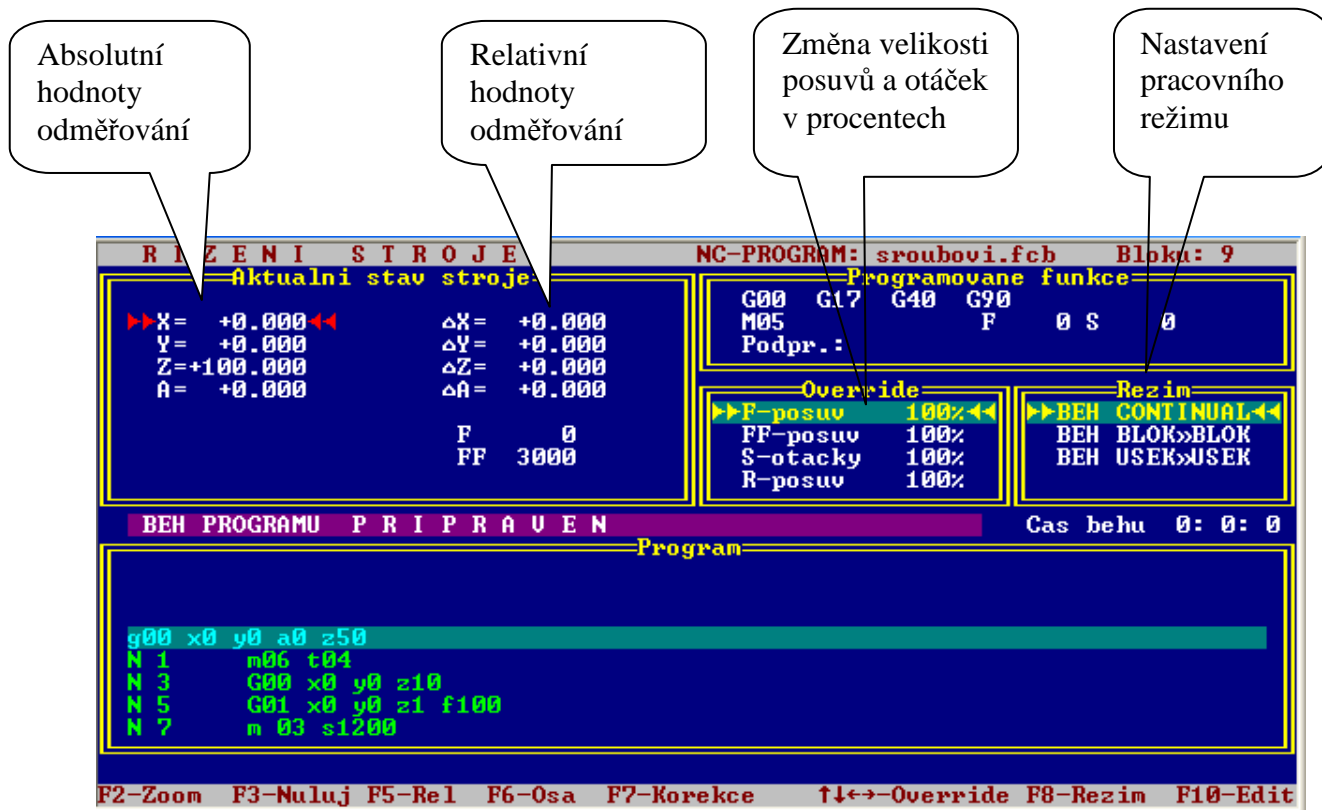 Absolutní
hodnoty
odměřování
Relativní
hodnoty
odměřování
Změna velikosti
posuvů a otáček
v procentech
Nastavení
pracovního
režimu
R I Z E N I   S T R O J E   NC-PROGRAM: sroubovi.fcb   Bloku: 9
Aktualni stav stroje
►►X= +0.000◄◄   △X= +0.000
Y= +0.000   △Y= +0.000
Z=+100.000   △Z= +0.000
A= +0.000   △A= +0.000
F 0
FF 3000
Programovane funkce
G00 G17 G40 G90
M05   F 0 S 0
Podpr.:
Override
►►F-posuv 100%◄◄
FF-posuv 100%
S-otacky 100%
R-posuv 100%
Rezim
►►BEH CONTINUAL◄◄
BEH BLOK»BLOK
BEH USEK»USEK
BEH PROGRAMU P R I P R A V E N   Cas behu 0: 0: 0
Program
g00 x0 y0 a0 z50
N 1 m06 t04
N 3 G00 x0 y0 z10
N 5 G01 x0 y0 z1 f100
N 7 m 03 s1200
F2-Zoom F3-Nuluj F5-Rel F6-Osa F7-Korekce ↑↓←→-Override F8-Rezim F10-Edit